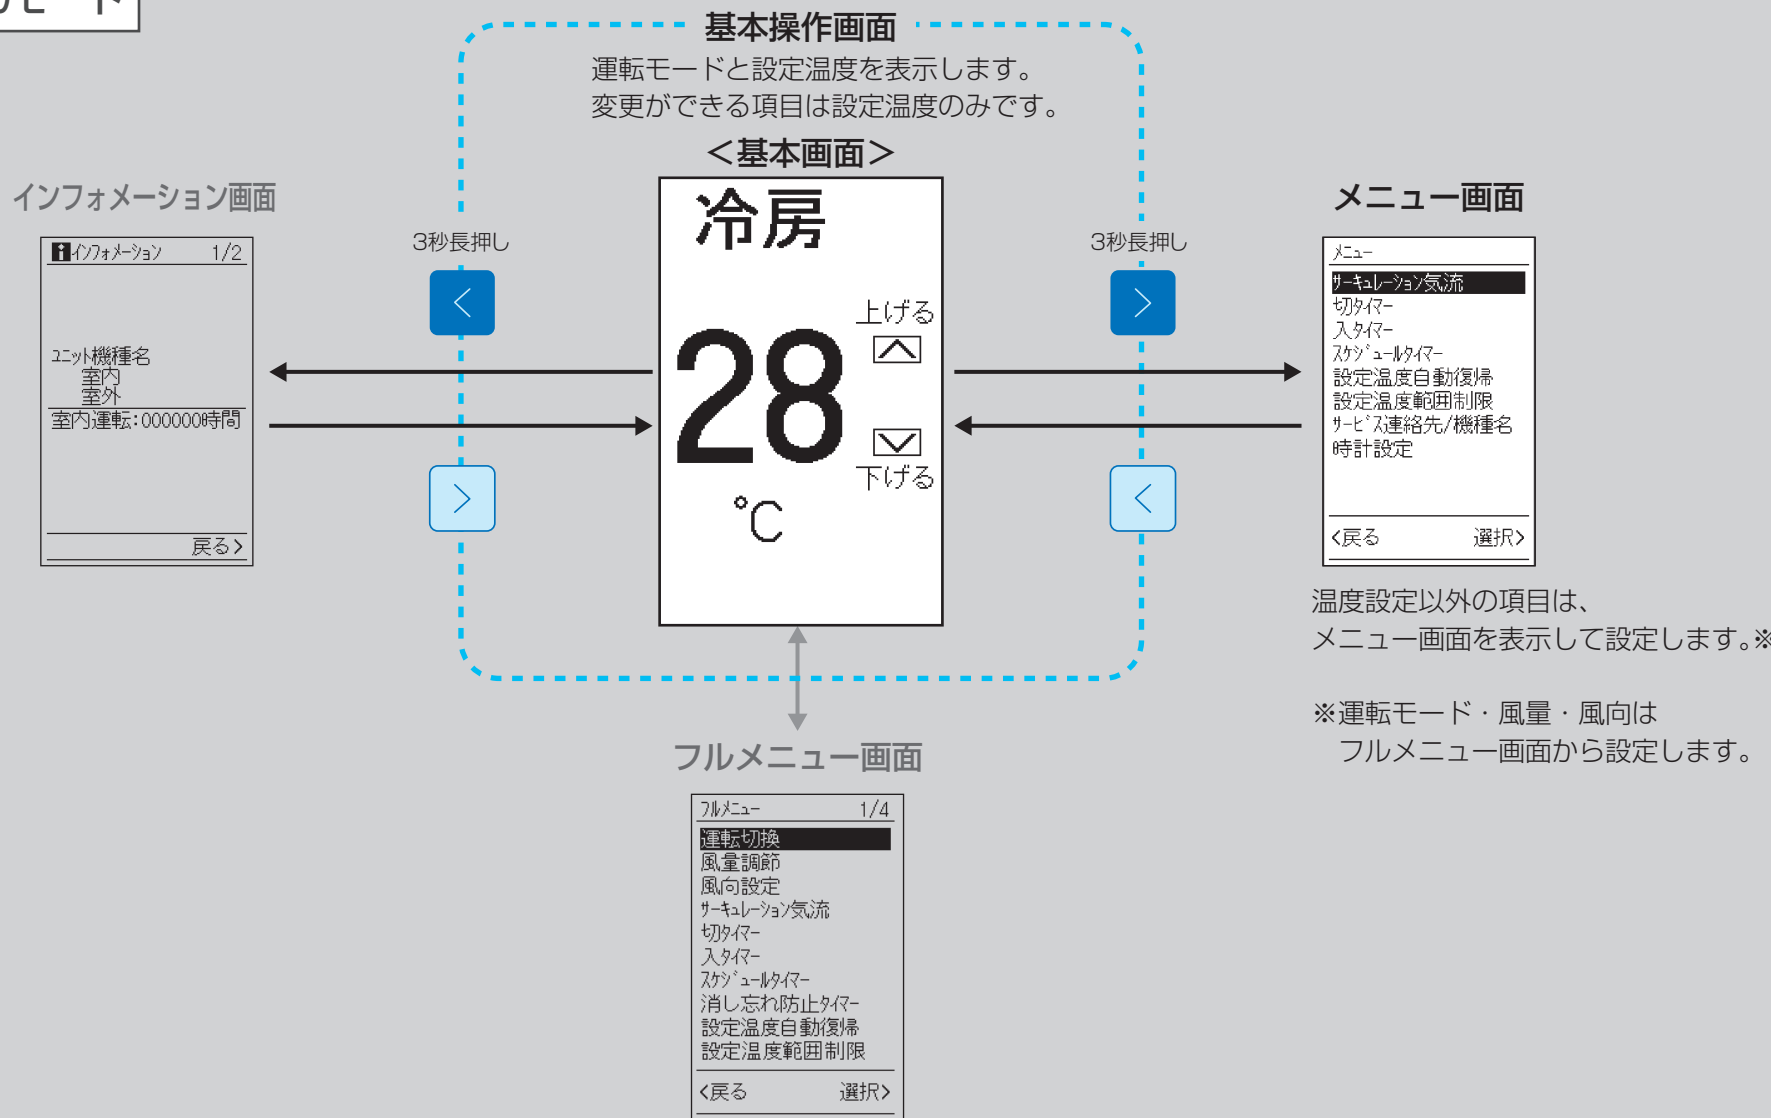 モード
基本操作画面
運転モードと設定温度を表示します。
変更ができる項目は設定温度のみです。
<基本画面>
冷房
28
℃
上げる
下げる
インフォメーション画面
iインフォメーション 1/2
ユニット機種名
室内
室外
室内運転:000000時間
戻る>
3秒長押し
<
>
3秒長押し
>
<
メニュー画面
メニュー
サーキュレーション気流
切タイマー
入タイマー
スケジュールタイマー
設定温度自動復帰
設定温度範囲制限
サービス連絡先/機種名
時計設定
<戻る 選択>
温度設定以外の項目は、
メニュー画面を表示して設定します。※
※運転モード・風量・風向は
フルメニュー画面から設定します。
フルメニュー画面
フルメニュー 1/4
運転切換
風量調節
風向設定
サーキュレーション気流
切タイマー
入タイマー
スケジュールタイマー
消し忘れ防止タイマー
設定温度自動復帰
設定温度範囲制限
<戻る 選択>